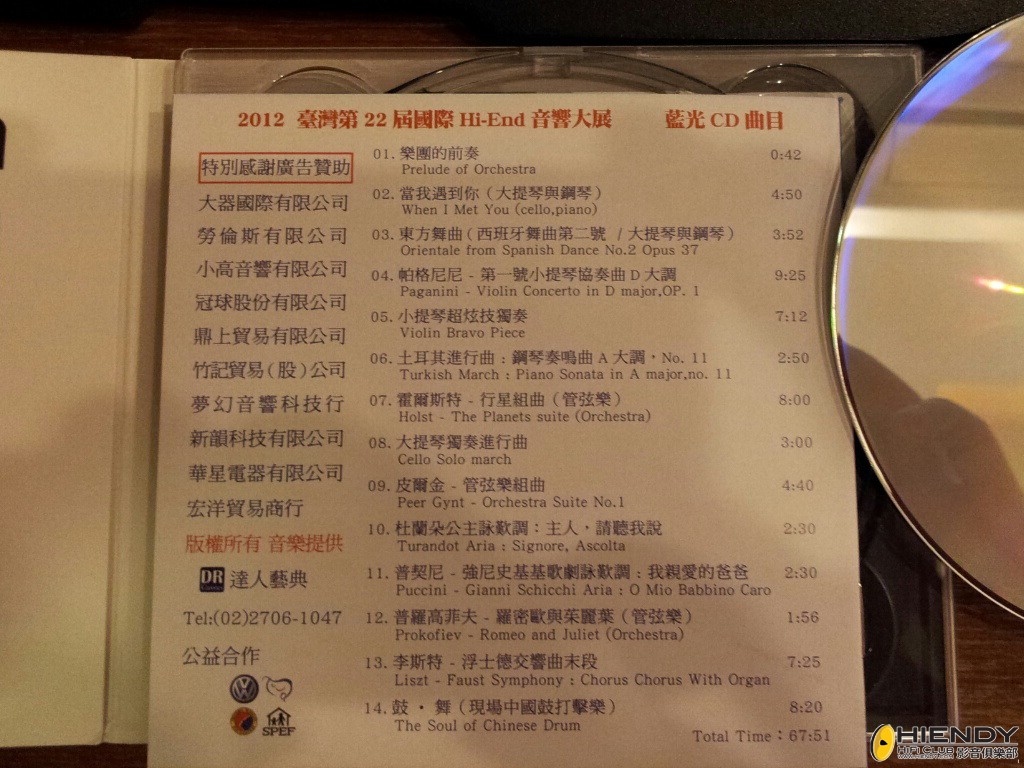 2012 臺灣第 22 屆國際 Hi-End 音響大展 藍光 CD 曲目
特別感謝廣告贊助
大器國際有限公司
勞倫斯有限公司
小高音響有限公司
冠球股份有限公司
鼎上貿易有限公司
竹記貿易(股)公司
夢幻音響科技行
新韻科技有限公司
華星電器有限公司
宏洋貿易商行
版權所有 音樂提供
DR 達人藝典
Tel:(02)2706-1047
公益合作
SPEF
01. 樂團的前奏 0:42
Prelude of Orchestra
02. 當我遇到你（大提琴與鋼琴） 4:50
When I Met You (cello,piano)
03. 東方舞曲（西班牙舞曲第二號 / 大提琴與鋼琴） 3:52
Orientale from Spanish Dance No.2 Opus 37
04. 帕格尼尼 - 第一號小提琴協奏曲 D 大調 9:25
Paganini - Violin Concerto in D major,OP. 1
05. 小提琴超炫技獨奏 7:12
Violin Bravo Piece
06. 土耳其進行曲：鋼琴奏鳴曲 A 大調，No. 11 2:50
Turkish March : Piano Sonata in A major,no. 11
07. 霍爾斯特 - 行星組曲（管弦樂） 8:00
Holst - The Planets suite (Orchestra)
08. 大提琴獨奏進行曲 3:00
Cello Solo march
09. 皮爾金 - 管弦樂組曲 4:40
Peer Gynt - Orchestra Suite No.1
10. 杜蘭朵公主詠歎調：主人，請聽我說 2:30
Turandot Aria : Signore, Ascolta
11. 普契尼 - 強尼史基基歌劇詠歎調：我親愛的爸爸 2:30
Puccini - Gianni Schicchi Aria : O Mio Babbino Caro
12. 普羅高菲夫 - 羅密歐與茱麗葉（管弦樂） 1:56
Prokofiev - Romeo and Juliet (Orchestra)
13. 李斯特 - 浮士德交響曲末段 7:25
Liszt - Faust Symphony : Chorus Chorus With Organ
14. 鼓・舞（現場中國鼓打擊樂） 8:20
The Soul of Chinese Drum
Total Time：67:51
HIENDY
HIFI CLUB 影音俱樂部